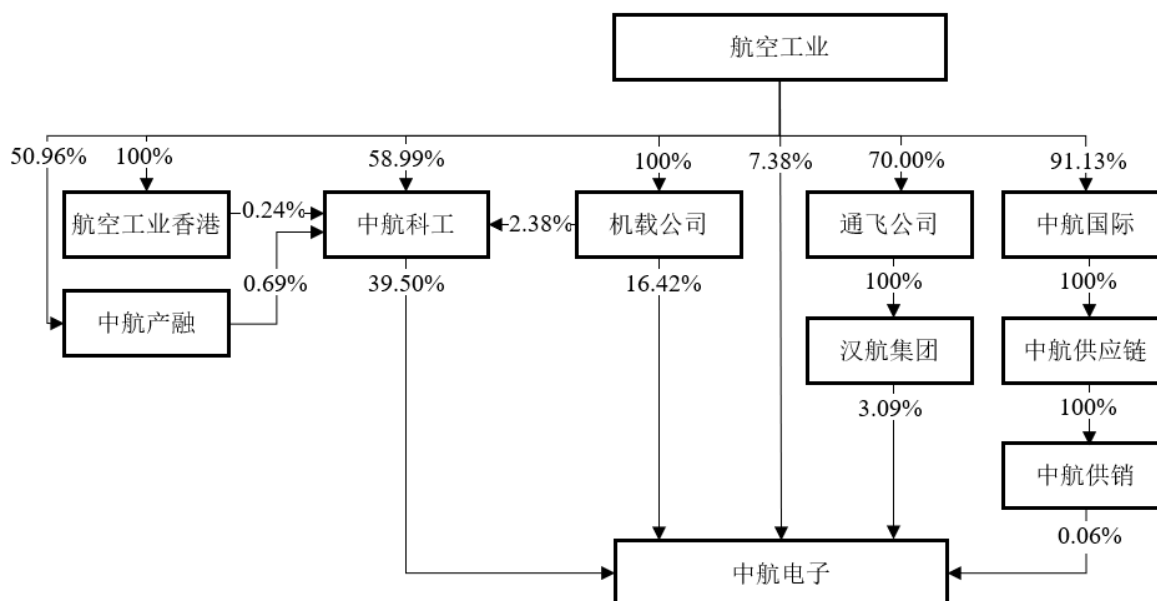 航空工业
50.96%
100%
58.99%
100%
7.38%
70.00%
91.13%
航空工业香港
0.24%
中航科工
2.38%
机载公司
通飞公司
中航国际
0.69%
39.50%
16.42%
100%
100%
中航产融
汉航集团
中航供应链
3.09%
100%
中航供销
0.06%
中航电子